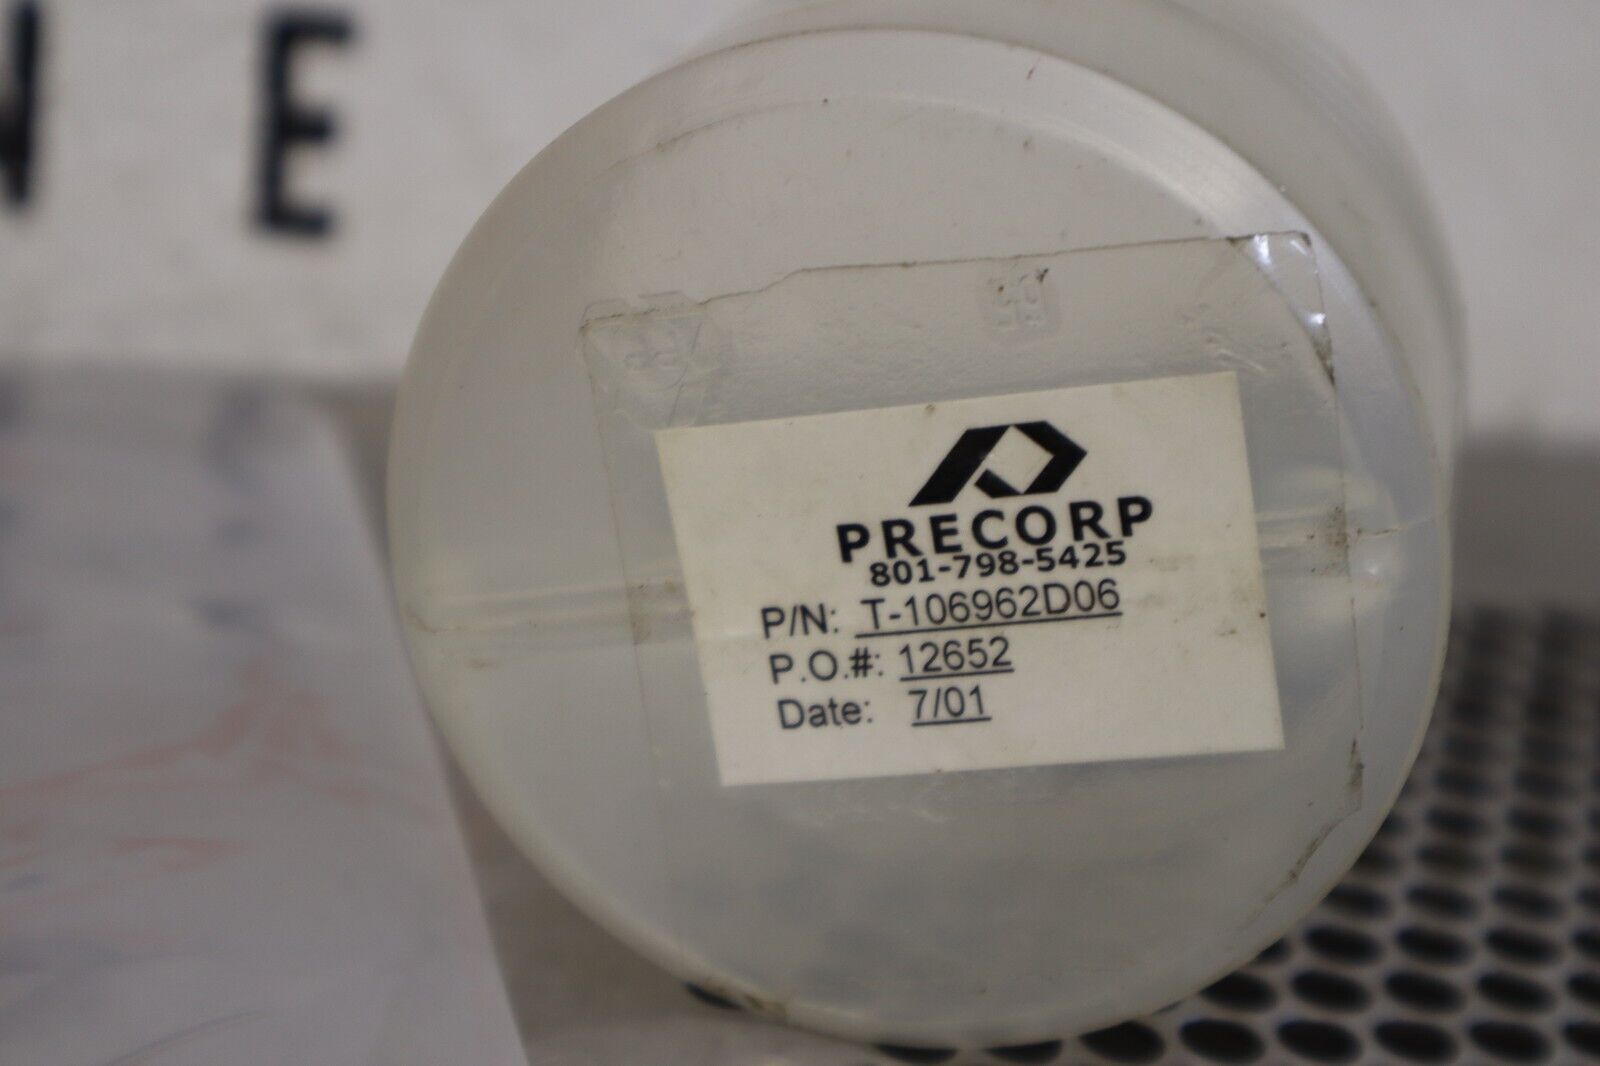 N E
PRECORP
801-798-5425
P/N: T-106962D06
P.O.#: 12652
Date: 7/01